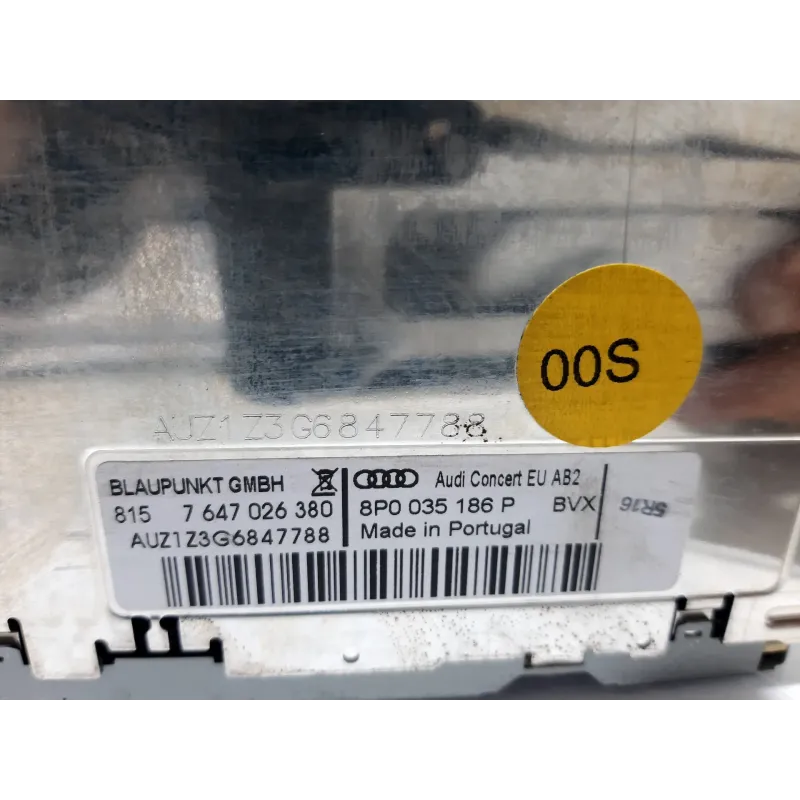 00S
AUZ1Z3G6847788
BLAUPUNKT GMBH
815 7 647 026 380
AUZ1Z3G6847788
Audi Concert EU AB2
8P0 035 186 P BVX
Made in Portugal
5R16